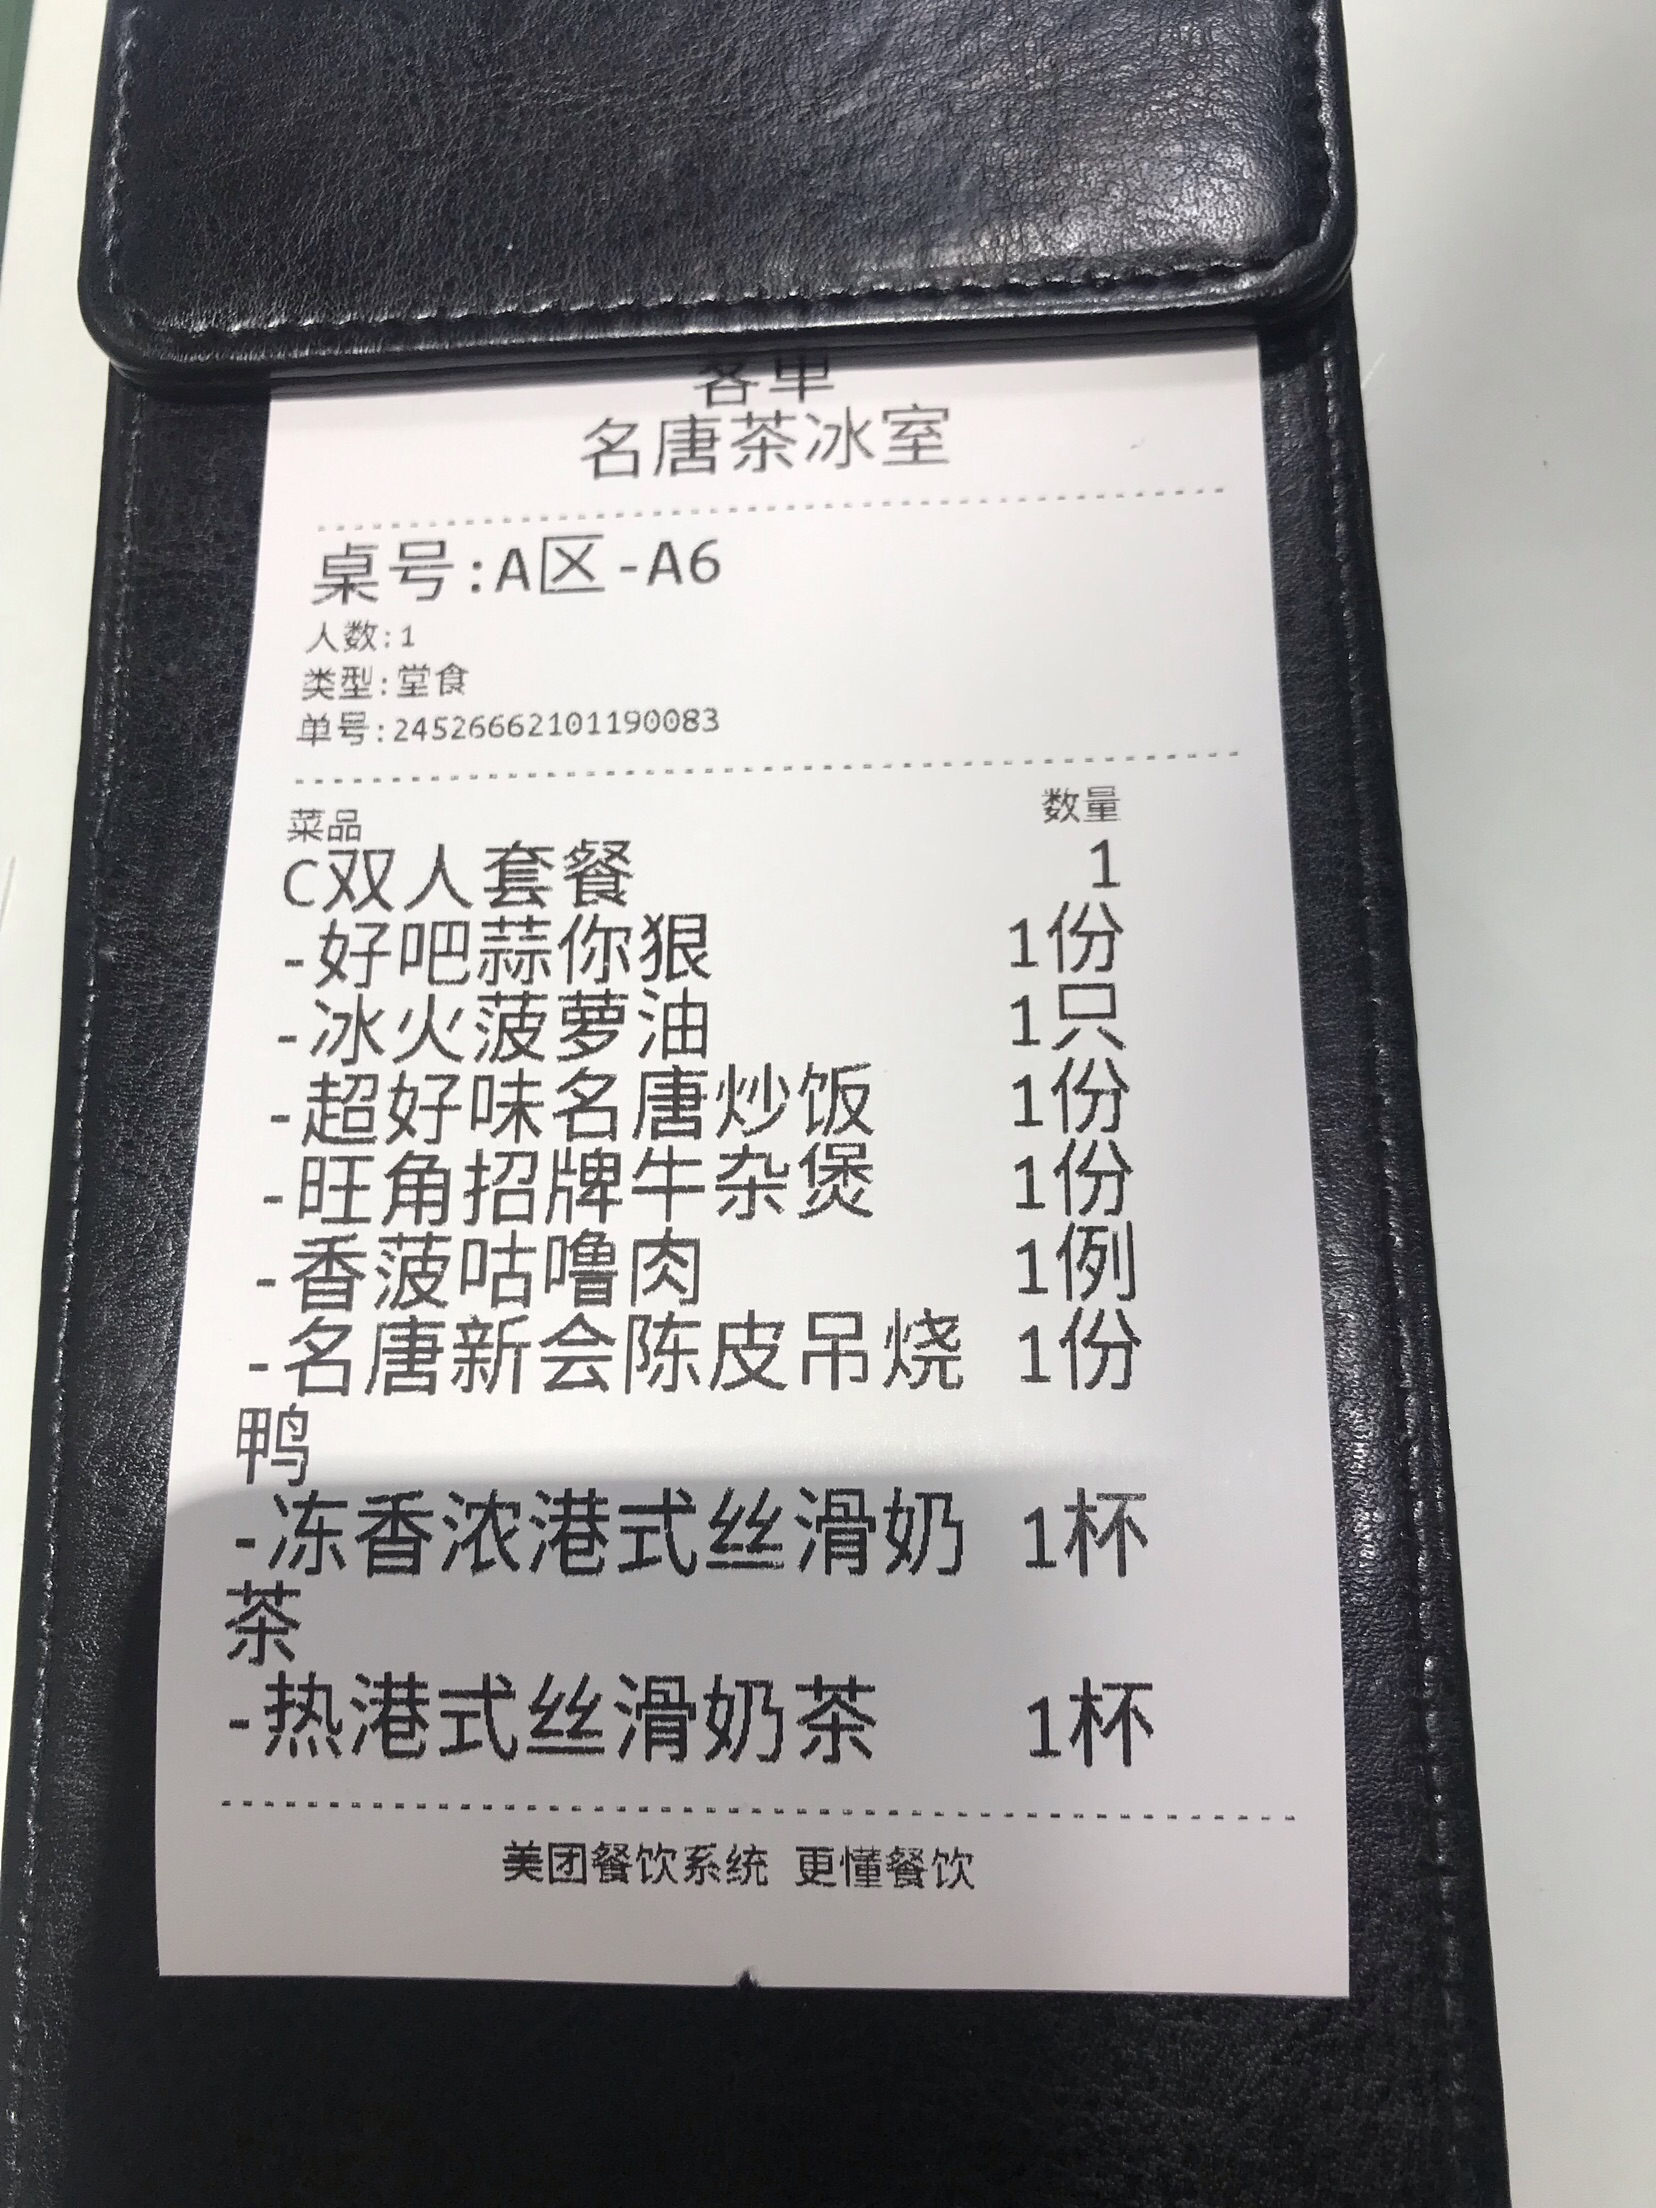 客单
名唐茶冰室
桌号:A区-A6
人数:1
类型:堂食
单号:24526662101190083
菜品 数量
C双人套餐 1
-好吧蒜你狠 1份
-冰火菠萝油 1只
-超好味名唐炒饭 1份
-旺角招牌牛杂煲 1份
-香菠咕噜肉 1例
-名唐新会陈皮吊烧 1份
鸭
-冻香浓港式丝滑奶 1杯
茶
-热港式丝滑奶茶 1杯
美团餐饮系统 更懂餐饮